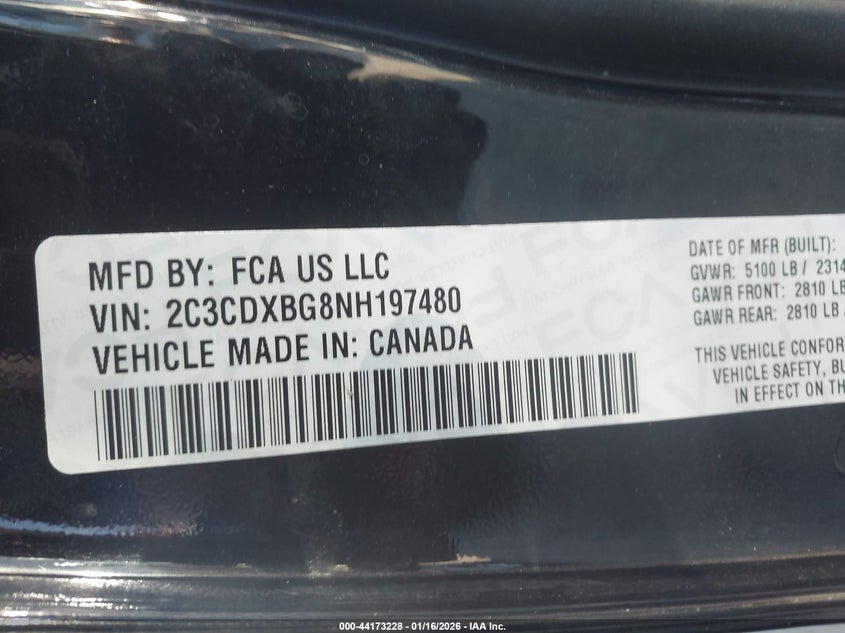 MFD BY: FCA US LLC
VIN: 2C3CDXBG8NH197480
VEHICLE MADE IN: CANADA
DATE OF MFR (BUILT):
GVWR: 5100 LB / 2314
GAWR FRONT: 2810 LB
GAWR REAR: 2810 LB /
THIS VEHICLE CONFOR
VEHICLE SAFETY, BU
IN EFFECT ON TH
000-44173228 - 01/16/2026 - IAA Inc.